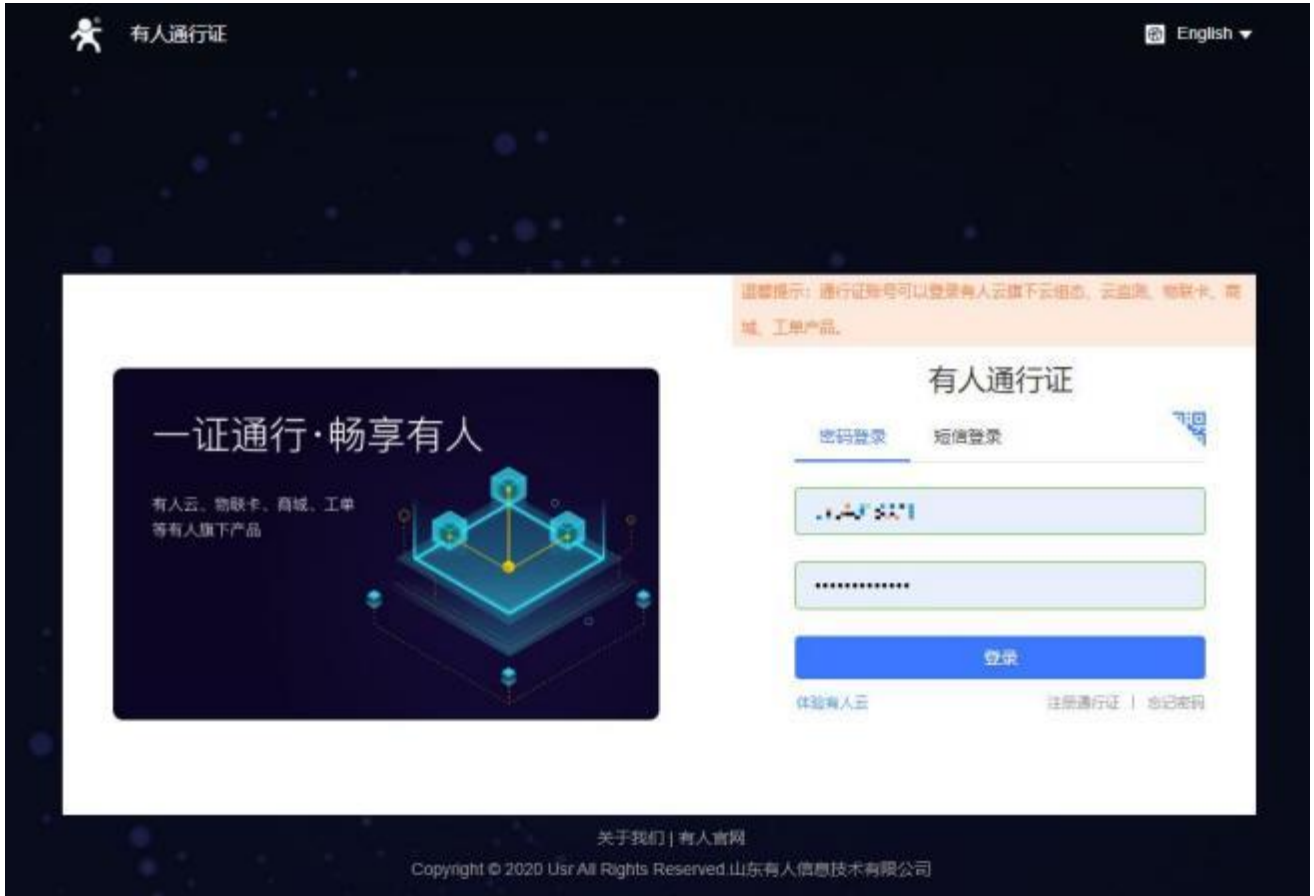 有人通行证
English
温馨提示：通行证账号可以登录有人云旗下云组态、云监测、物联卡、商
城、工单产品。
有人通行证
一证通行·畅享有人
密码登录
短信登录
有人云、物联卡、商城、工单
等有人旗下产品
登录
体验有人云
注册通行证 | 忘记密码
关于我们 | 有人官网
Copyright © 2020 Usr All Rights Reserved.山东有人信息技术有限公司